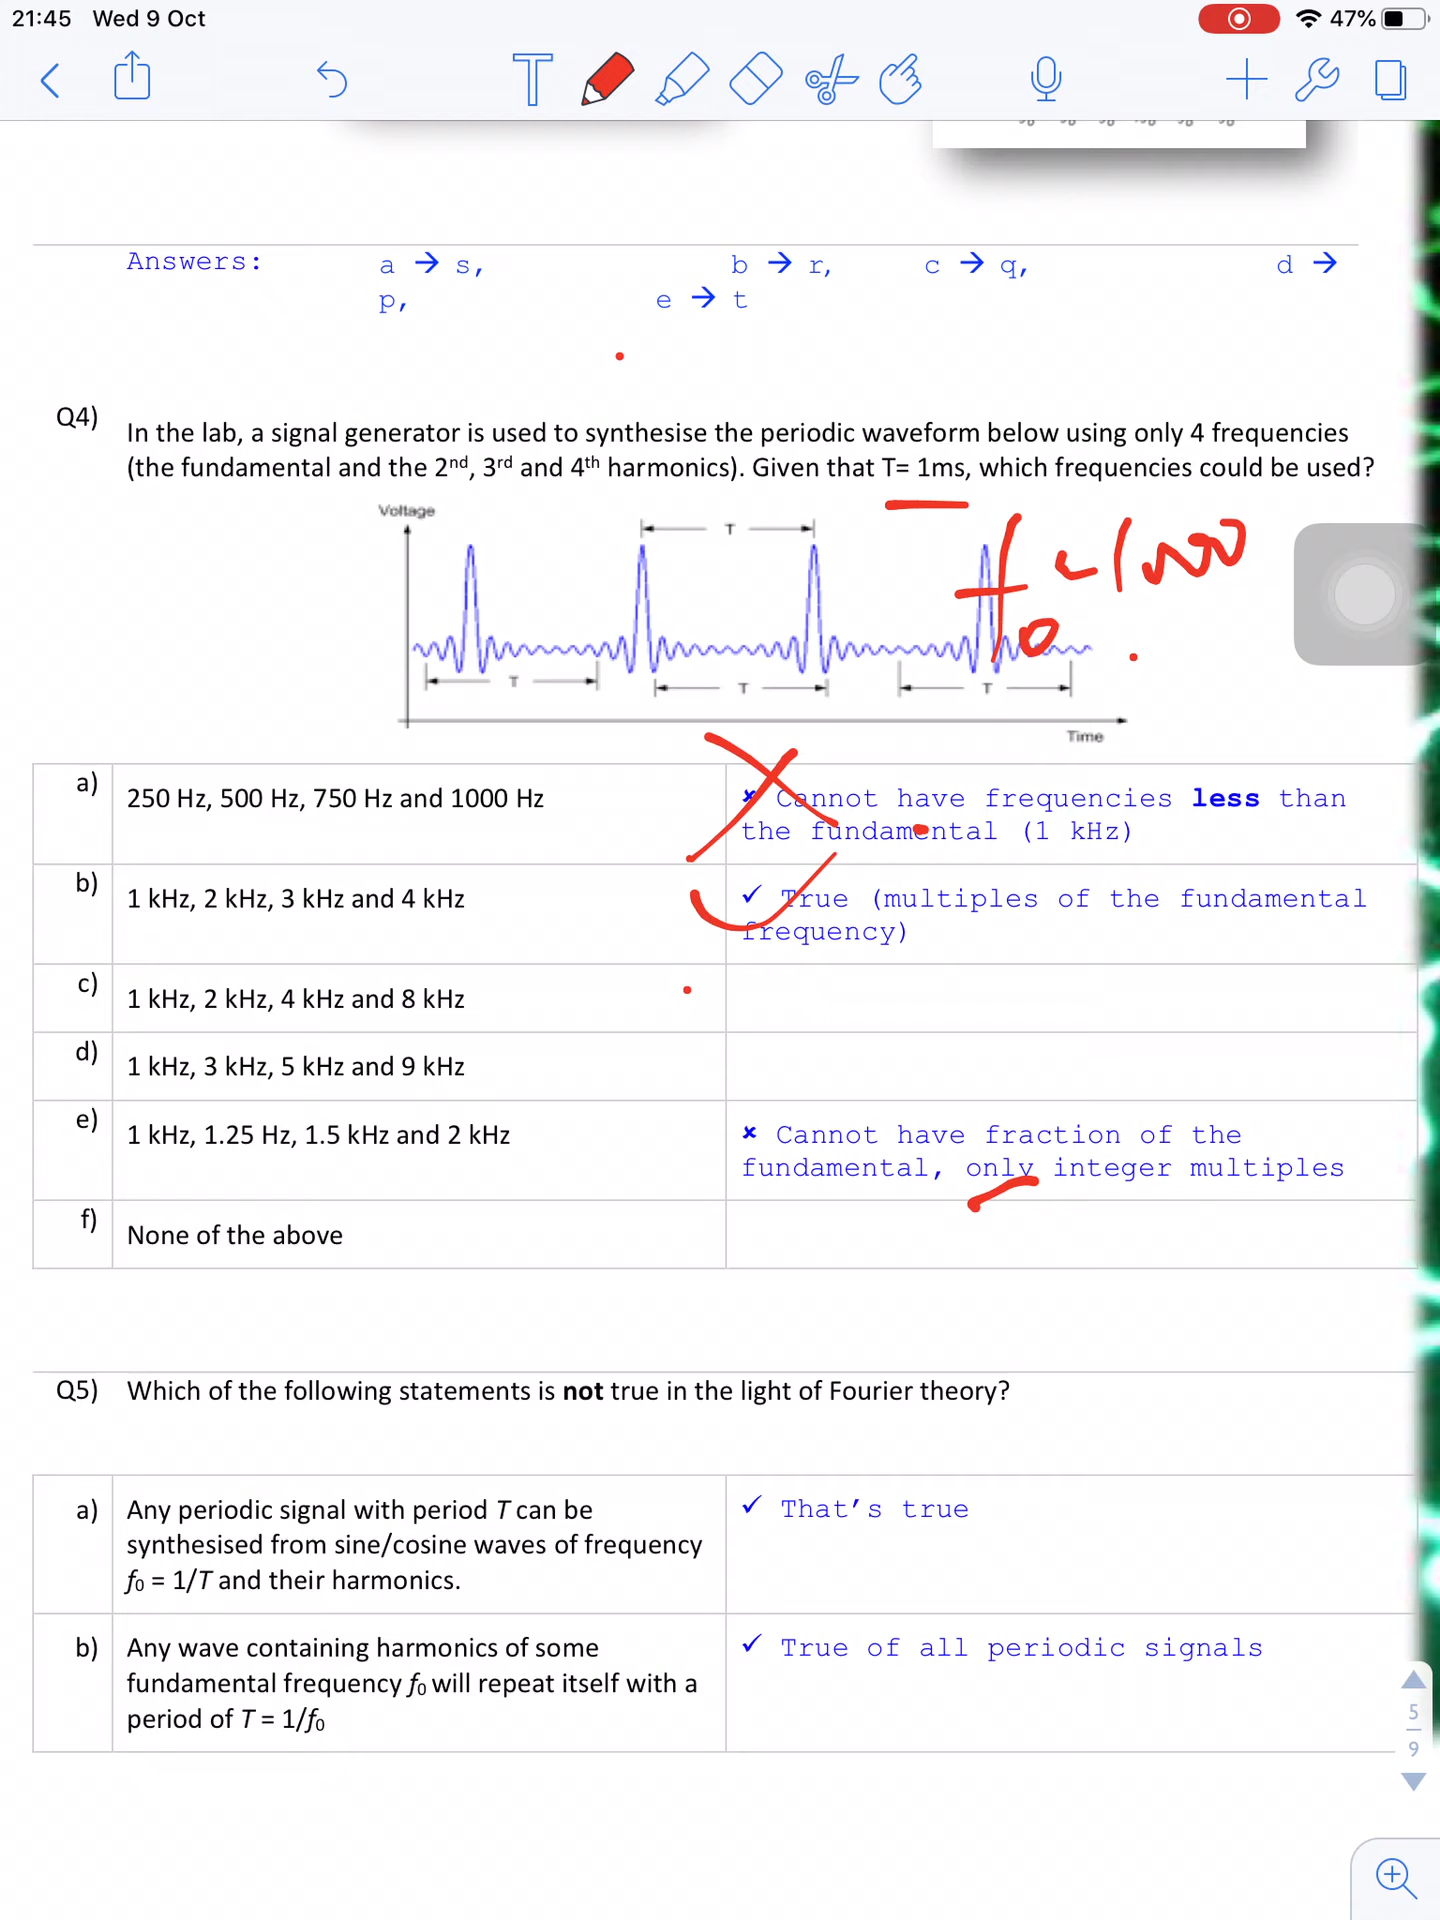 21:45 Wed 9 Oct 47%
T
Answers: a → s, b → r, c → q, d →
p, e → t
Q4) In the lab, a signal generator is used to synthesise the periodic waveform below using only 4 frequencies
(the fundamental and the 2nd, 3rd and 4th harmonics). Given that T= 1ms, which frequencies could be used?
Voltage
T
f0 = 1000
T T T
Time
a) 250 Hz, 500 Hz, 750 Hz and 1000 Hz
× Cannot have frequencies less than
the fundamental (1 kHz)
b) 1 kHz, 2 kHz, 3 kHz and 4 kHz
✓ True (multiples of the fundamental
frequency)
c) 1 kHz, 2 kHz, 4 kHz and 8 kHz
d) 1 kHz, 3 kHz, 5 kHz and 9 kHz
e) 1 kHz, 1.25 Hz, 1.5 kHz and 2 kHz
× Cannot have fraction of the
fundamental, only integer multiples
f) None of the above
Q5) Which of the following statements is not true in the light of Fourier theory?
a) Any periodic signal with period T can be
synthesised from sine/cosine waves of frequency
f0 = 1/T and their harmonics.
✓ That's true
b) Any wave containing harmonics of some
fundamental frequency f0 will repeat itself with a
period of T = 1/f0
✓ True of all periodic signals
5
9